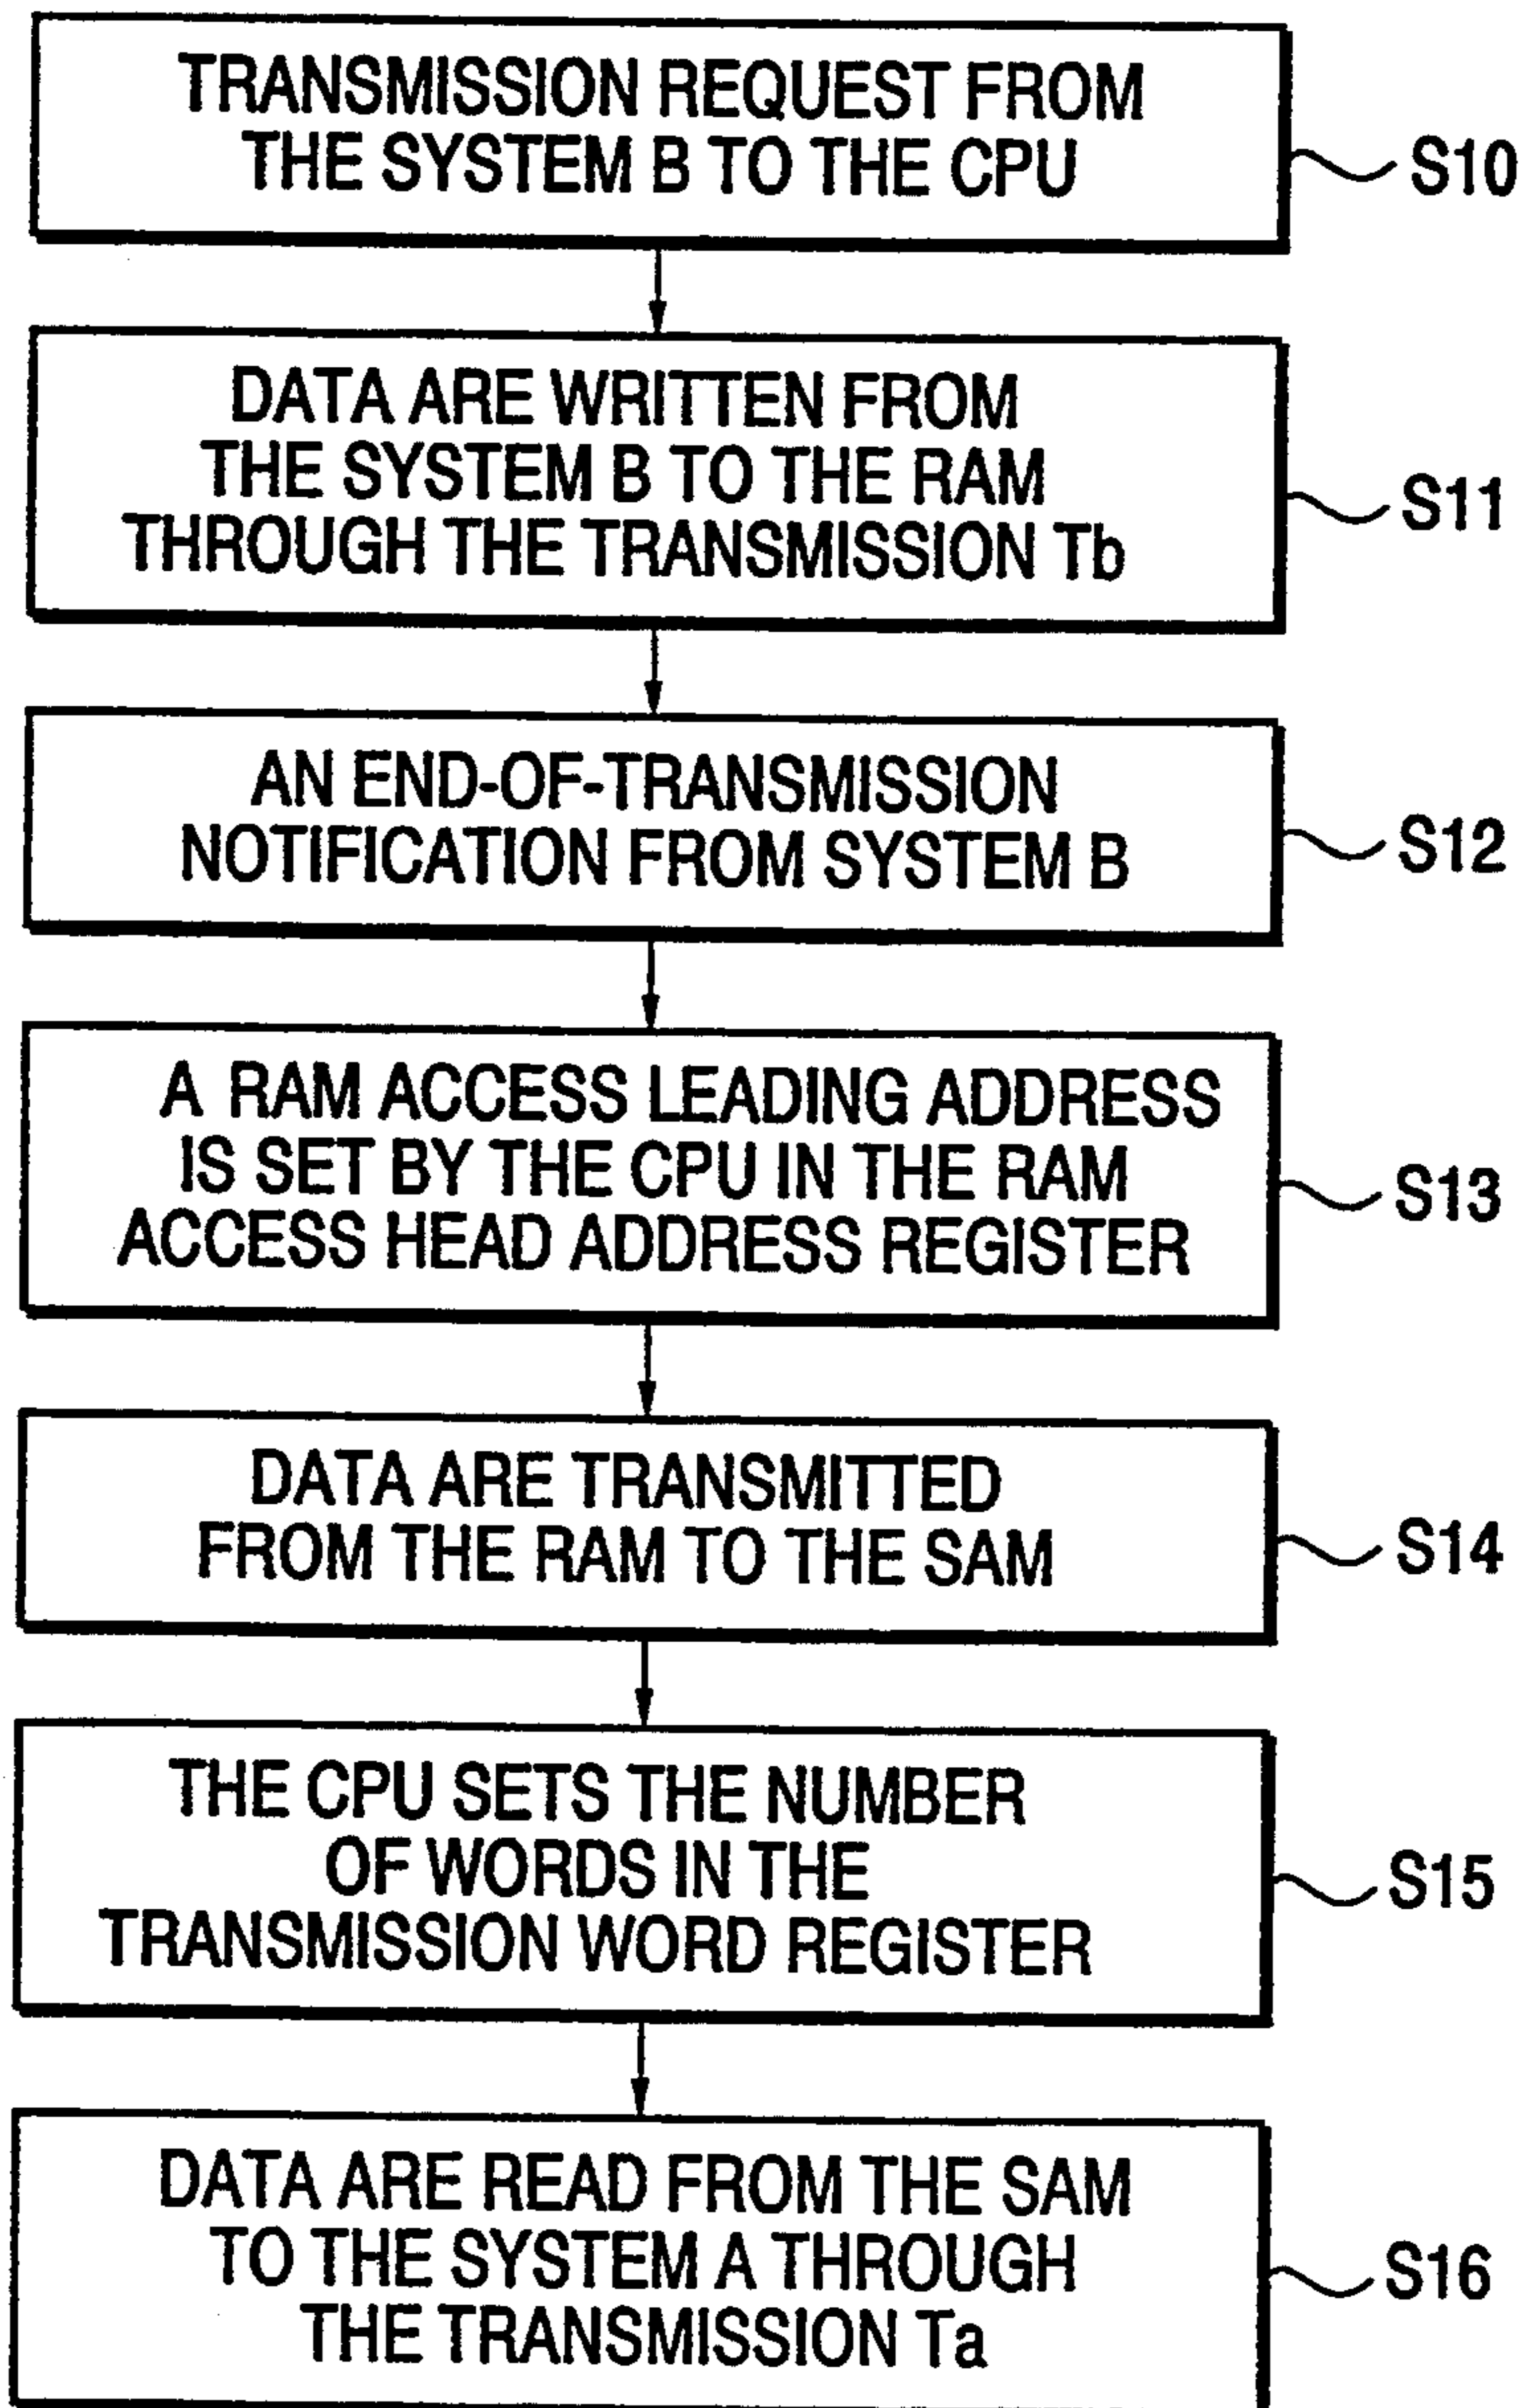 TRANSMISSION REQUEST FROM
THE SYSTEM B TO THE CPU
S10
DATA ARE WRITTEN FROM
THE SYSTEM B TO THE RAM
THROUGH THE TRANSMISSION Tb
S11
AN END-OF-TRANSMISSION
NOTIFICATION FROM SYSTEM B
S12
A RAM ACCESS LEADING ADDRESS
IS SET BY THE CPU IN THE RAM
ACCESS HEAD ADDRESS REGISTER
S13
DATA ARE TRANSMITTED
FROM THE RAM TO THE SAM
S14
THE CPU SETS THE NUMBER
OF WORDS IN THE
TRANSMISSION WORD REGISTER
S15
DATA ARE READ FROM THE SAM
TO THE SYSTEM A THROUGH
THE TRANSMISSION Ta
S16